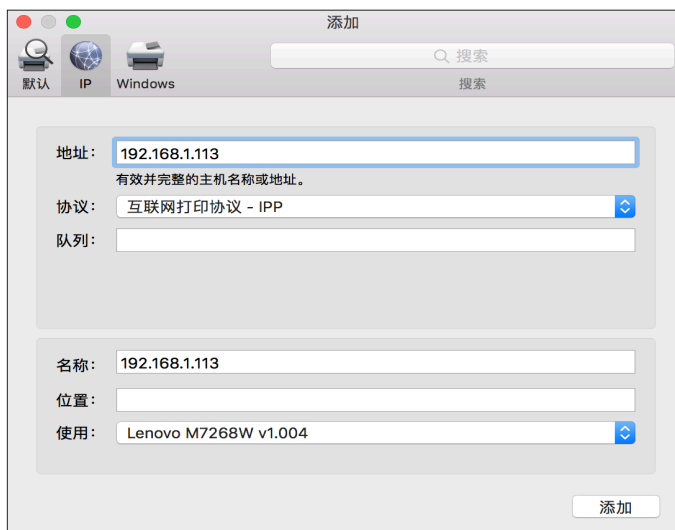 添加
搜索
默认 IP Windows 搜索
地址： 192.168.1.113
有效并完整的主机名称或地址。
协议： 互联网打印协议 – IPP
队列：
名称： 192.168.1.113
位置：
使用： Lenovo M7268W v1.004
添加